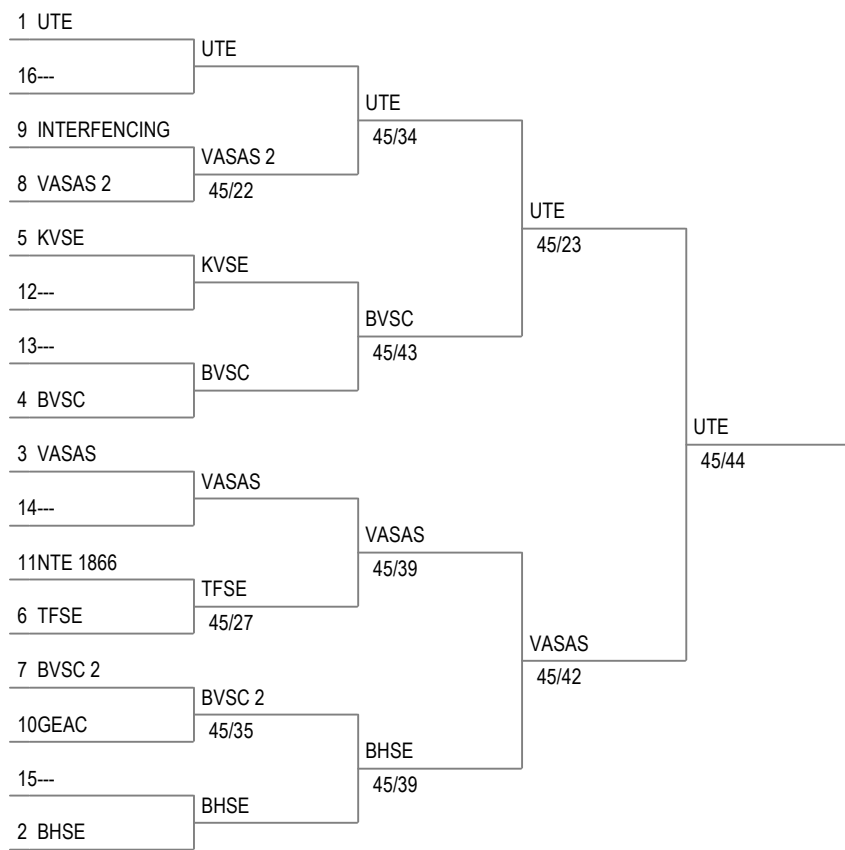 1 UTE
16---
9 INTERFENCING
8 VASAS 2
5 KVSE
12---
13---
4 BVSC
3 VASAS
14---
11NTE 1866
6 TFSE
7 BVSC 2
10GEAC
15---
2 BHSE
UTE
VASAS 2
45/22
KVSE
BVSC
VASAS
TFSE
45/27
BVSC 2
45/35
BHSE
UTE
45/34
BVSC
45/43
VASAS
45/39
BHSE
45/39
UTE
45/23
VASAS
45/42
UTE
45/44